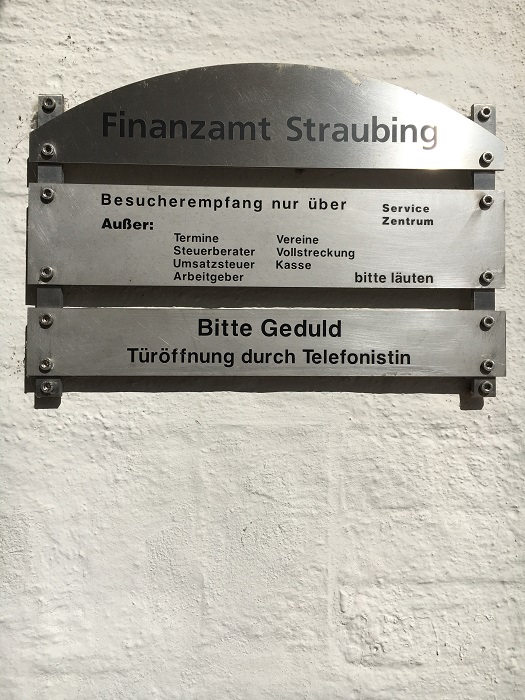 Finanzamt Straubing
Besucherempfang nur über Service Zentrum
Außer:
Termine Vereine
Steuerberater Vollstreckung
Umsatzsteuer Kasse
Arbeitgeber bitte läuten
Bitte Geduld
Türöffnung durch Telefonistin